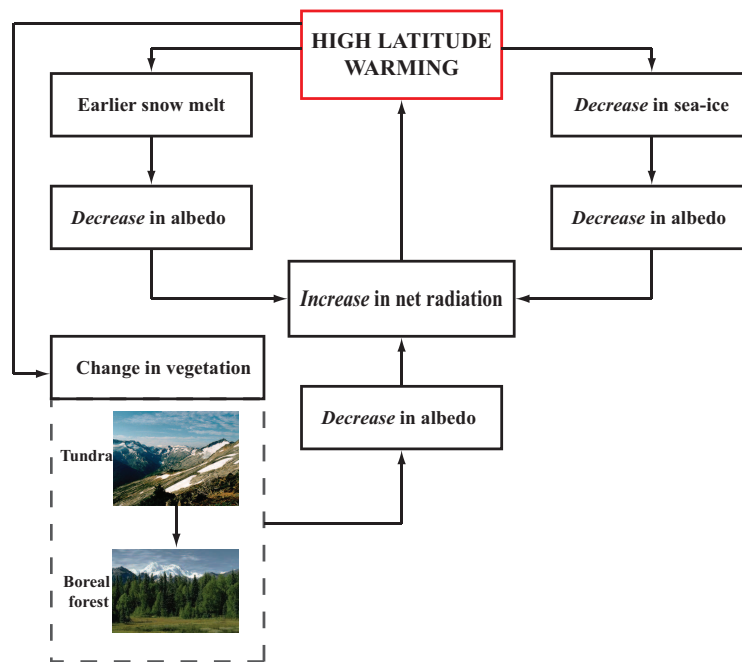 HIGH LATITUDE
WARMING
Earlier snow melt
Decrease in sea-ice
Decrease in albedo
Decrease in albedo
Increase in net radiation
Change in vegetation
Decrease in albedo
Tundra
Boreal
forest